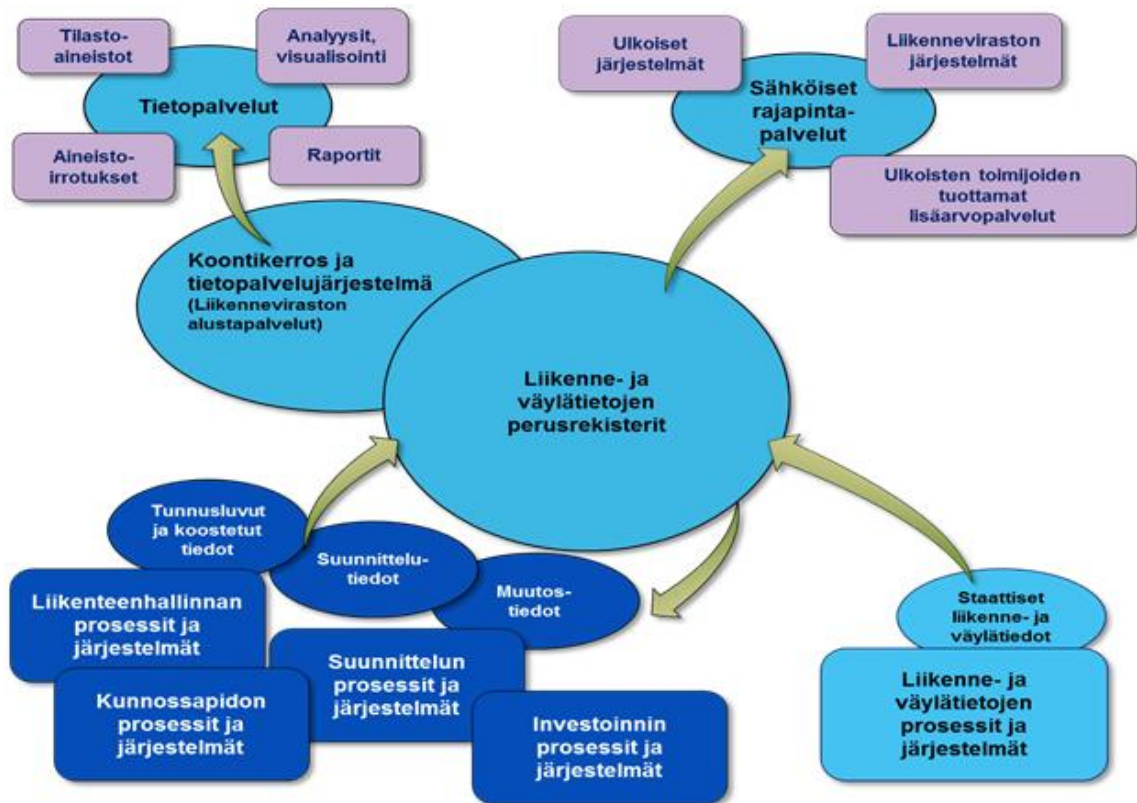 Tilasto-
aineistot
Analyysit,
visualisointi
Tietopalvelut
Aineisto-
irrotukset
Raportit
Ulkoiset
järjestelmät
Liikenneviraston
järjestelmät
Sähköiset
rajapinta-
palvelut
Ulkoisten toimijoiden
tuottamat
lisäarvopalvelut
Koontikerros ja
tietopalvelujärjestelmä
(Liikenneviraston
alustapalvelut)
Liikenne- ja
väylätietojen
perusrekisterit
Tunnusluvut
ja koostetut
tiedot
Suunnittelu-
tiedot
Muutos-
tiedot
Liikenteenhallinnan
prosessit ja
järjestelmät
Kunnossapidon
prosessit ja
järjestelmät
Suunnittelun
prosessit ja
järjestelmät
Investoinnin
prosessit ja
järjestelmät
Staattiset
liikenne- ja
väylätiedot
Liikenne- ja
väylätietojen
prosessit ja
järjestelmät